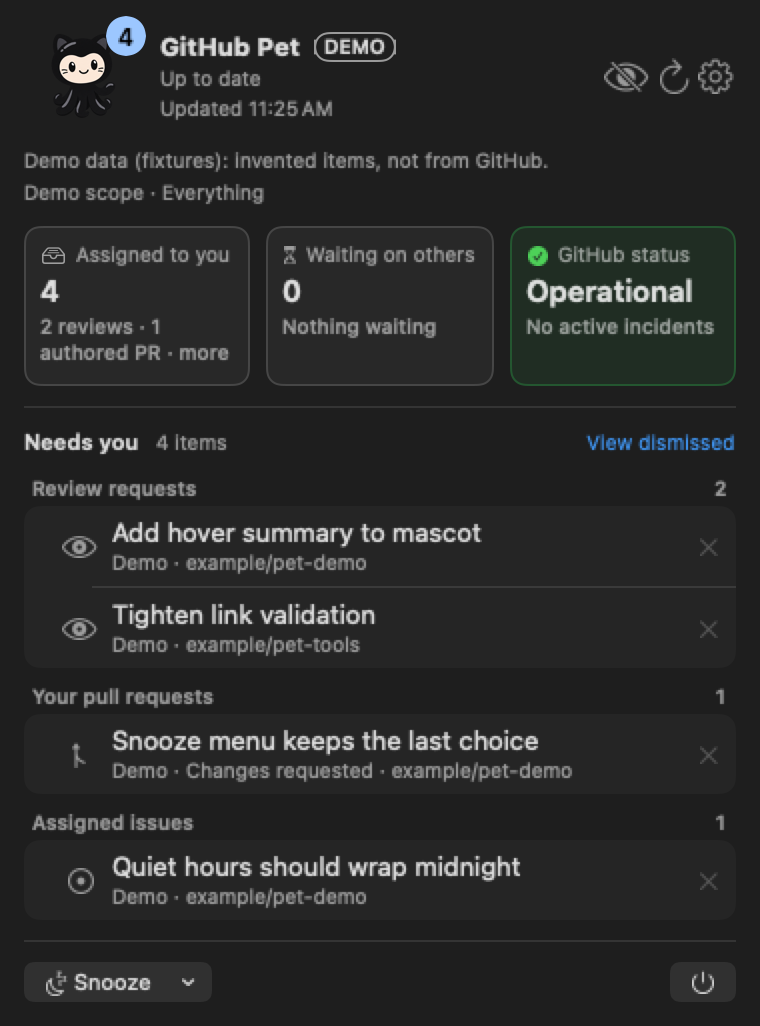 4
GitHub Pet DEMO
Up to date
Updated 11:25 AM
Demo data (fixtures): invented items, not from GitHub.
Demo scope · Everything
Assigned to you
4
2 reviews · 1
authored PR · more
Waiting on others
0
Nothing waiting
GitHub status
Operational
No active incidents
Needs you 4 items View dismissed
Review requests 2
Add hover summary to mascot
Demo · example/pet-demo
Tighten link validation
Demo · example/pet-tools
Your pull requests 1
Snooze menu keeps the last choice
Demo · Changes requested · example/pet-demo
Assigned issues 1
Quiet hours should wrap midnight
Demo · example/pet-demo
Snooze